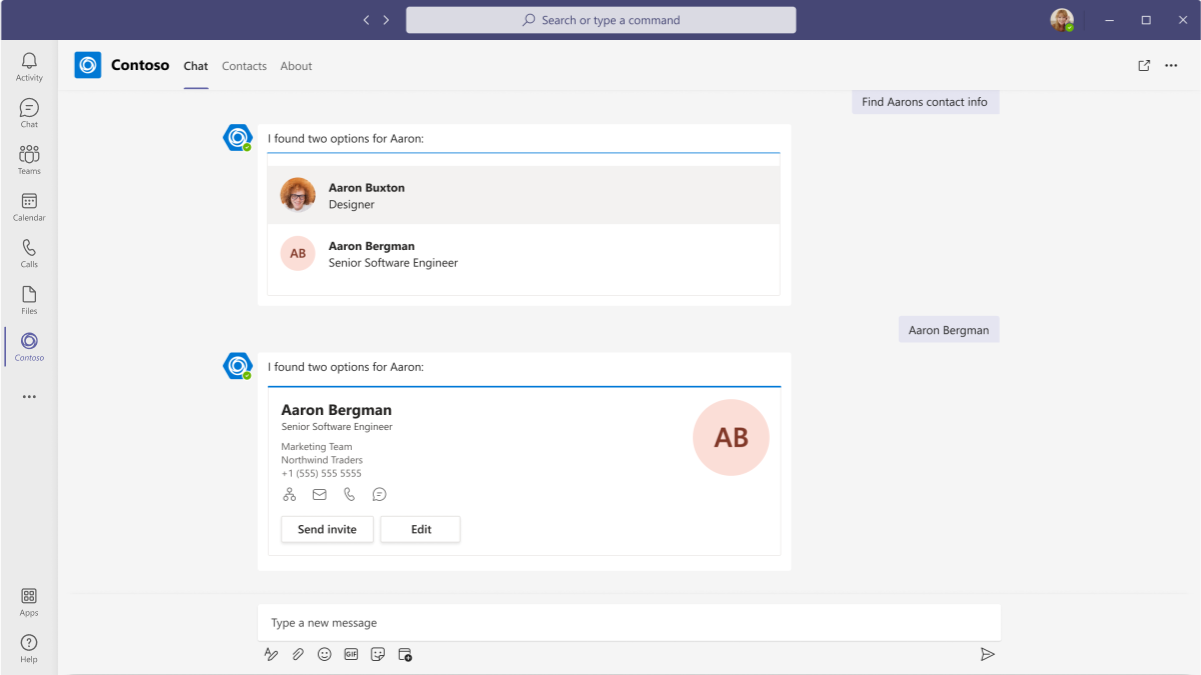 Search or type a command
Activity
Chat
Teams
Calendar
Calls
Files
Contoso
Apps
Help
Contoso Chat Contacts About
Find Aarons contact info
I found two options for Aaron:
Aaron Buxton
Designer
AB
Aaron Bergman
Senior Software Engineer
Aaron Bergman
I found two options for Aaron:
Aaron Bergman
Senior Software Engineer
Marketing Team
Northwind Traders
+1 (555) 555 5555
AB
Send invite Edit
Type a new message
GIF